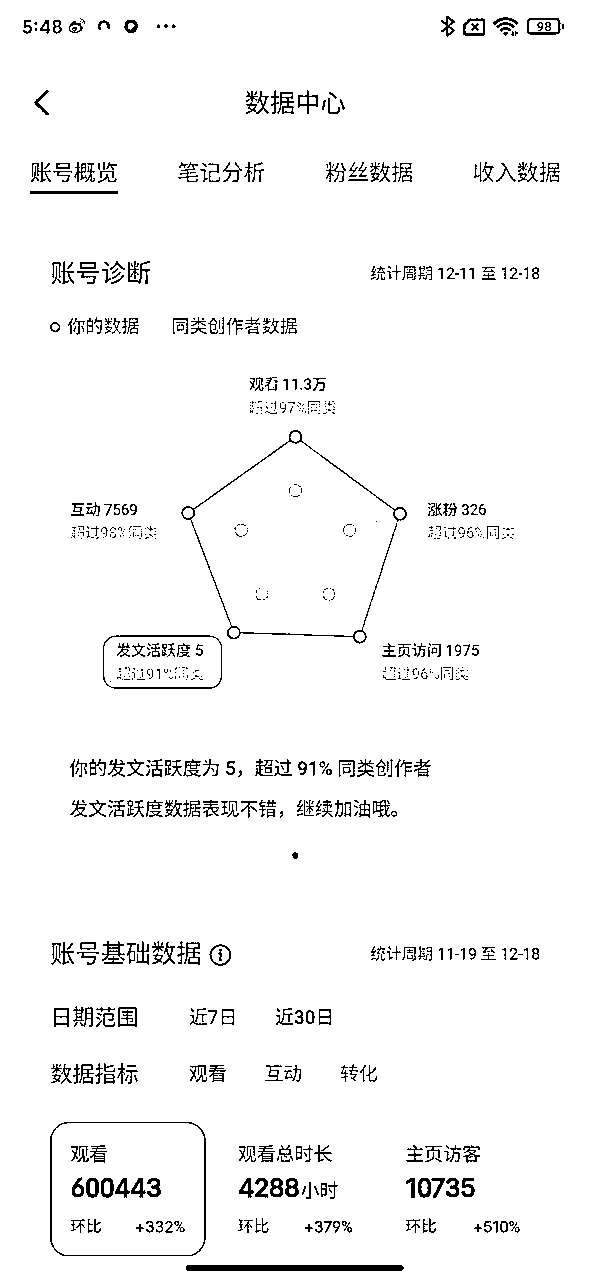 5:48 ··· 98
数据中心
账号概览 笔记分析 粉丝数据 收入数据
账号诊断 统计周期 12-11 至 12-18
你的数据 同类创作者数据
观看 11.3万
超过97%同类
互动 7569
超过98%同类
涨粉 326
超过96%同类
发文活跃度 5
超过91%同类
主页访问 1975
超过96%同类
你的发文活跃度为 5，超过 91% 同类创作者
发文活跃度数据表现不错，继续加油哦。
账号基础数据 统计周期 11-19 至 12-18
日期范围 近7日 近30日
数据指标 观看 互动 转化
观看 观看总时长 主页访客
600443 4288小时 10735
环比 +332% 环比 +379% 环比 +510%